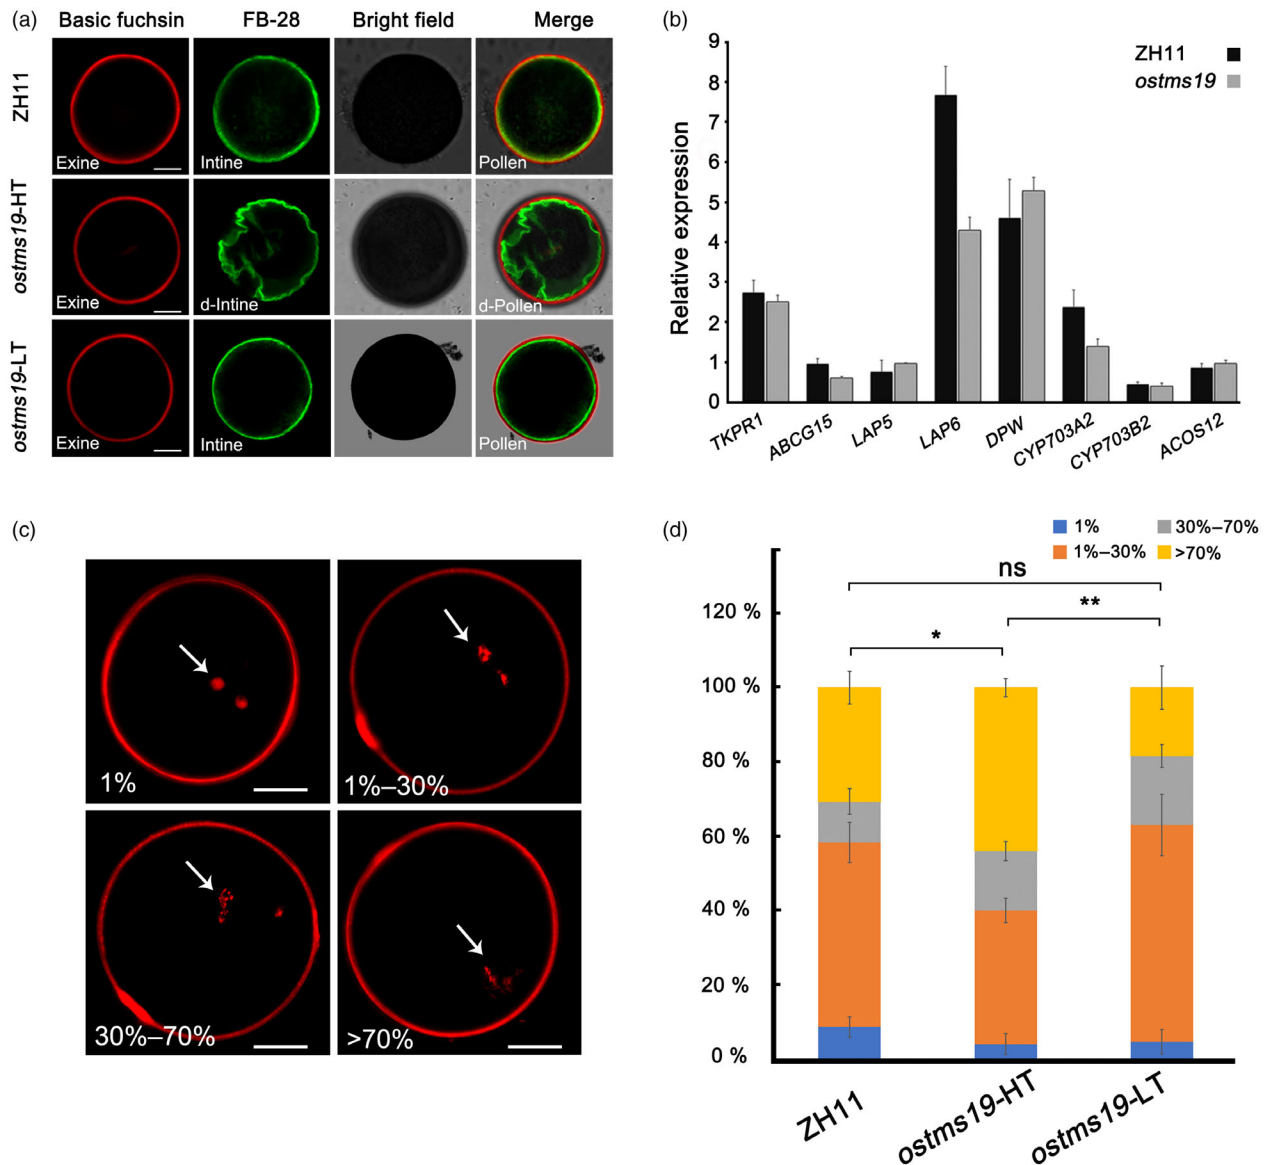 (a)
Basic fuchsin FB-28 Bright field Merge
ZH11
Exine Intine Pollen
ostms19-HT
Exine d-Intine d-Pollen
ostms19-LT
Exine Intine Pollen
(b)
Relative expression
9
8
7
6
5
4
3
2
1
0
ZH11
ostms19
TKPR1 ABCG15 LAP5 LAP6 DPW CYP703A2 CYP703B2 ACOS12
(c)
1% 1%–30%
30%–70% >70%
(d)
1% 30%–70%
1%–30% >70%
ns
**
*
120 %
100 %
80 %
60 %
40 %
20 %
0 %
ZH11 ostms19-HT ostms19-LT